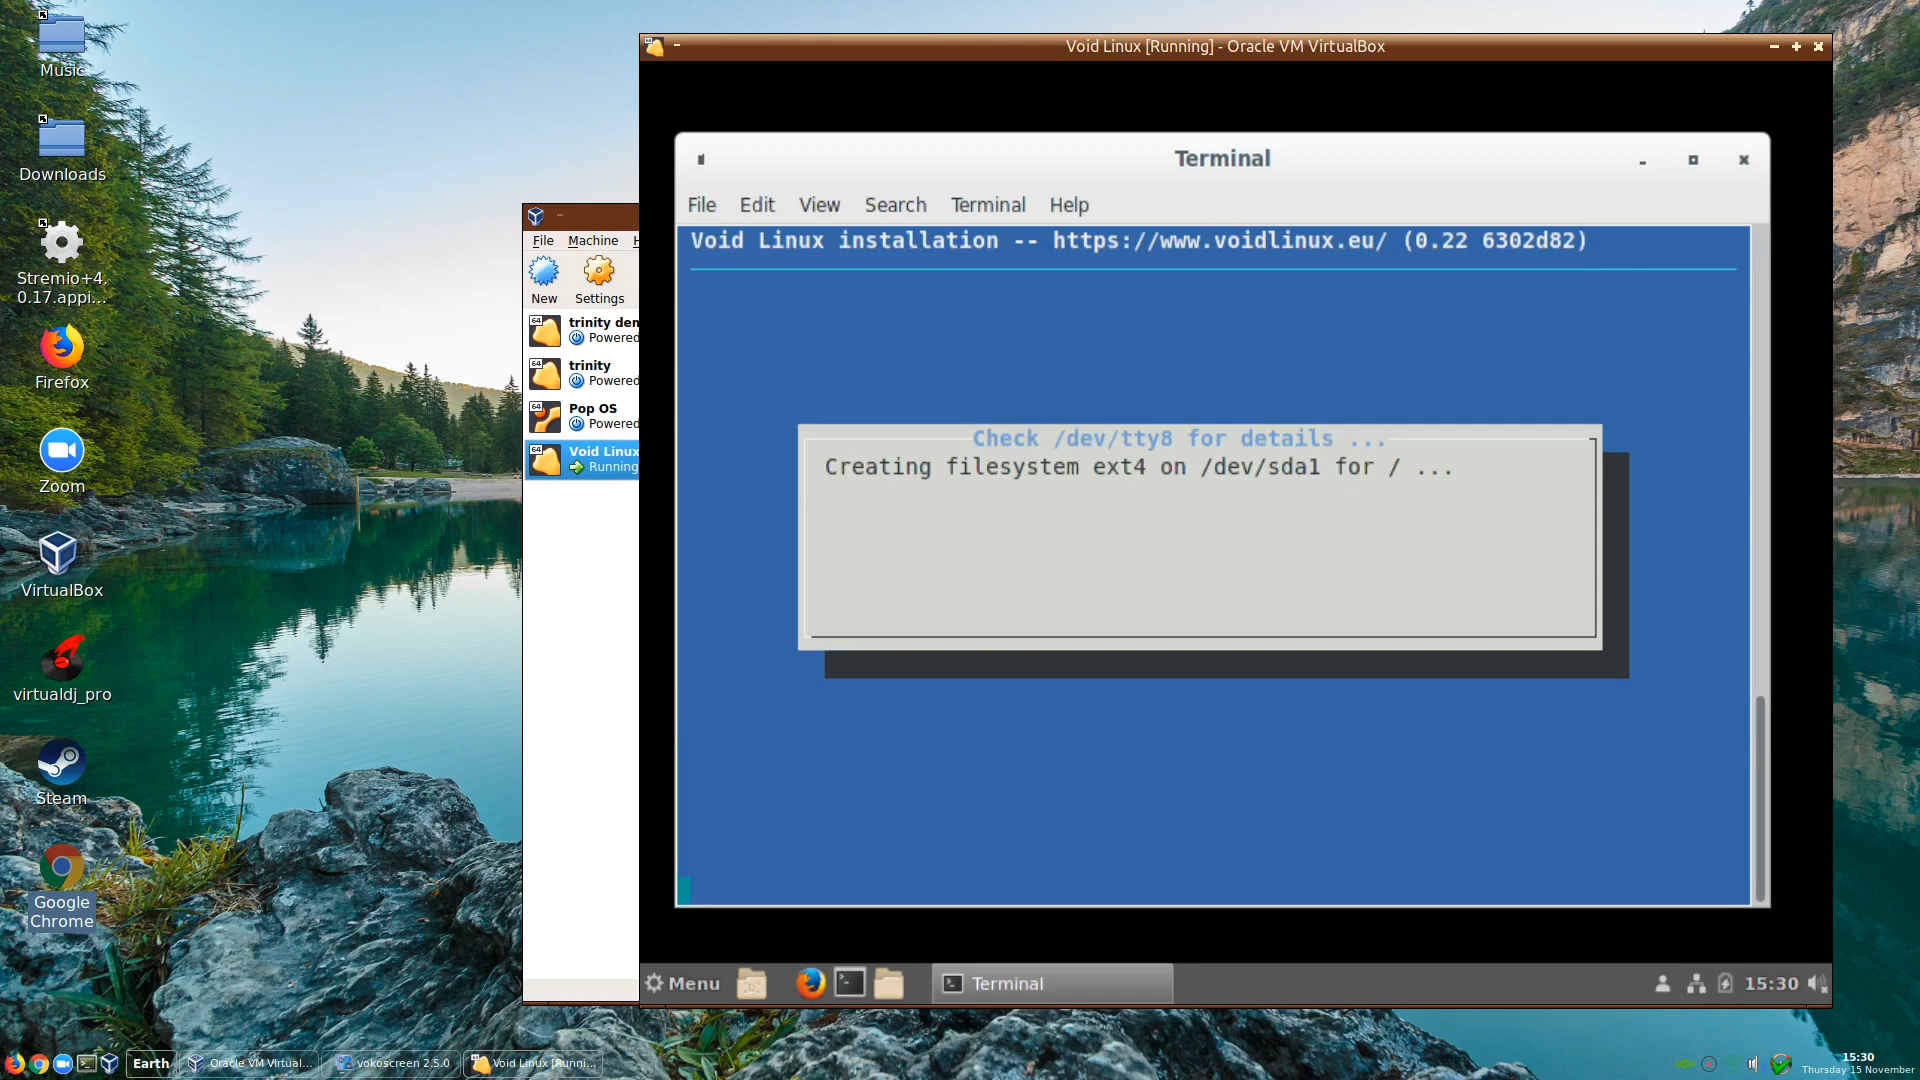 Music
Downloads
Stremio+4.
0.17.appi...
Firefox
Zoom
VirtualBox
virtualdj_pro
Steam
Google
Chrome
File Machine
New Settings
trinity
Powered
trinity
Powered
Pop OS
Powered
Void Linux
Running
Void Linux [Running] - Oracle VM VirtualBox
Terminal
File Edit View Search Terminal Help
Void Linux installation -- https://www.voidlinux.eu/ (0.22 6302d82)
Check /dev/tty8 for details ...
Creating filesystem ext4 on /dev/sda1 for / ...
Menu
Terminal
15:30
Earth
Oracle VM Virtual...
vokoscreen 2.5.0
Void Linux [Runni...
15:30
Thursday 15 November